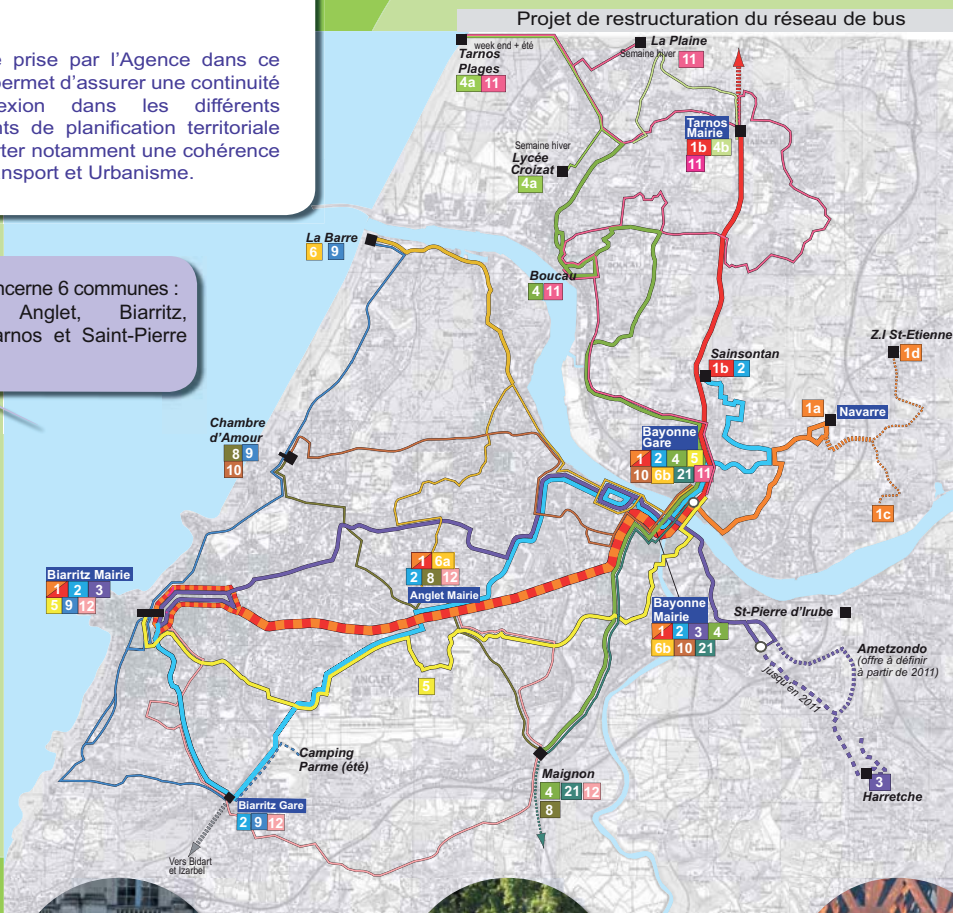 Projet de restructuration du réseau de bus
prise par l'Agence dans ce
permet d'assurer une continuité
dans les différents
de planification territoriale
notamment une cohérence
et Urbanisme.
6 communes :
Anglet, Biarritz,
et Saint-Pierre
week end + été
Tarnos
Plages
4a 11
La Plaine
Semaine hiver
11
Tarnos
Mairie
1b 4b
11
Semaine hiver
Lycée
Croizat
4a
La Barre
6 9
Boucau
4 11
Z.I St-Etienne
1d
Sainsontan
1b 2
1a
Navarre
Chambre
d'Amour
8 9
10
Bayonne
Gare
1 2 4 5
10 6b 21 11
1c
Biarritz Mairie
1 2 3
5 9 12
1 6a
2 8 12
Anglet Mairie
Bayonne
Mairie
1 2 3 4
6b 10 21
St-Pierre d'Irube
Ametzondo
(offre à définir
à partir de 2011)
jusqu'en 2011
5
Camping
Parme (été)
Maignon
4 21 12
8
3
Harretche
Biarritz Gare
2 9 12
Vers Bidart
et Izarbel